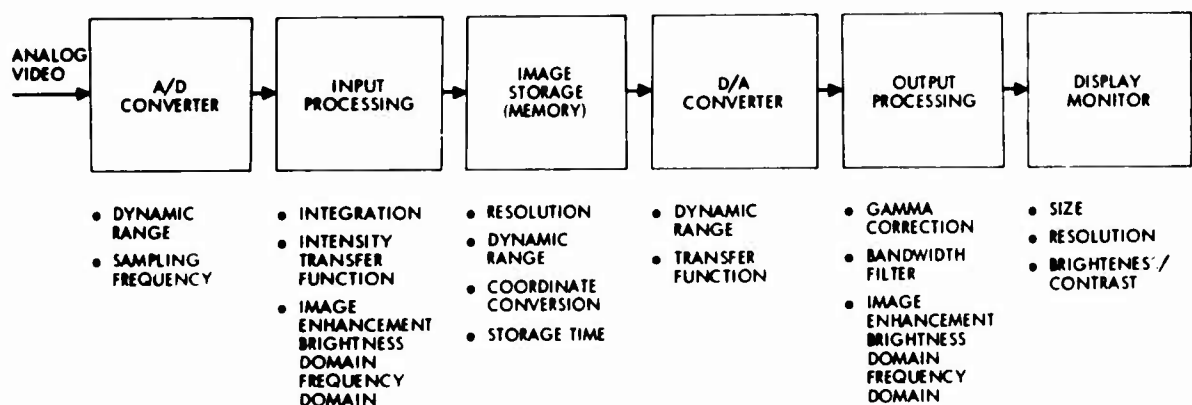 ANALOG
VIDEO
A/D
CONVERTER
INPUT
PROCESSING
IMAGE
STORAGE
(MEMORY)
D/A
CONVERTER
OUTPUT
PROCESSING
DISPLAY
MONITOR
• DYNAMIC
RANGE
• SAMPLING
FREQUENCY
• INTEGRATION
• INTENSITY
TRANSFER
FUNCTION
• IMAGE
ENHANCEMENT
BRIGHTNESS
DOMAIN
FREQUENCY
DOMAIN
• RESOLUTION
• DYNAMIC
RANGE
• COORDINATE
CONVERSION
• STORAGE TIME
• DYNAMIC
RANGE
• TRANSFER
FUNCTION
• GAMMA
CORRECTION
• BANDWIDTH
FILTER
• IMAGE
ENHANCEMENT
BRIGHTNESS
DOMAIN
FREQUENCY
DOMAIN
• SIZE
• RESOLUTION
• BRIGHTENES'/
CONTRAST